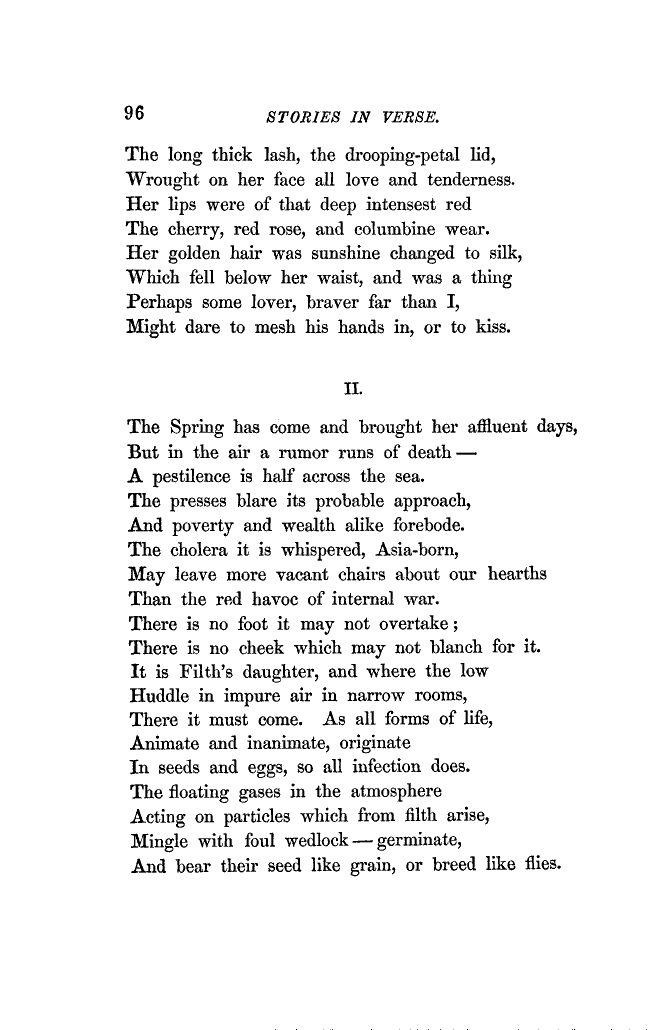 96 STORIES IN VERSE.
The long thick lash, the drooping-petal lid,
Wrought on her face all love and tenderness.
Her lips were of that deep intensest red
The cherry, red rose, and columbine wear.
Her golden hair was sunshine changed to silk,
Which fell below her waist, and was a thing
Perhaps some lover, braver far than I,
Might dare to mesh his hands in, or to kiss.
II.
The Spring has come and brought her affluent days,
But in the air a rumor runs of death —
A pestilence is half across the sea.
The presses blare its probable approach,
And poverty and wealth alike forebode.
The cholera it is whispered, Asia-born,
May leave more vacant chairs about our hearths
Than the red havoc of internal war.
There is no foot it may not overtake ;
There is no cheek which may not blanch for it.
It is Filth's daughter, and where the low
Huddle in impure air in narrow rooms,
There it must come. As all forms of life,
Animate and inanimate, originate
In seeds and eggs, so all infection does.
The floating gases in the atmosphere
Acting on particles which from filth arise,
Mingle with foul wedlock — germinate,
And bear their seed like grain, or breed like flies.